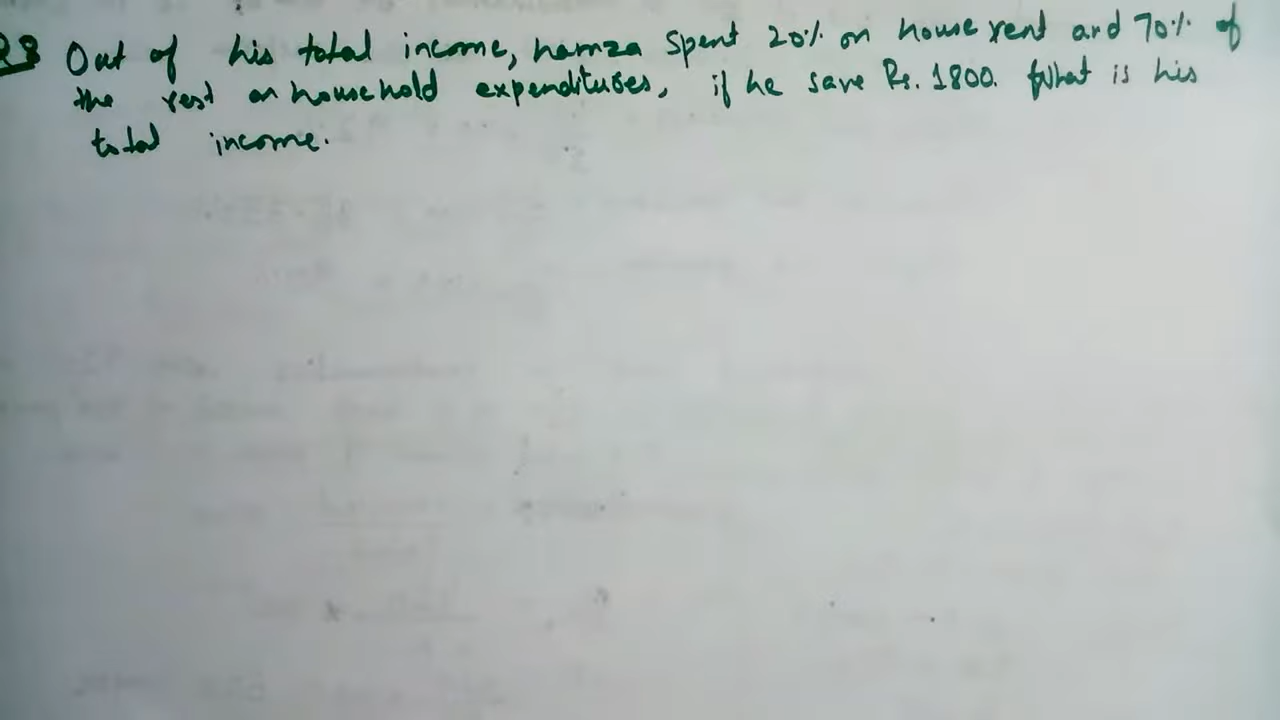 Q8 Out of his total income, hamza spent 20% on house rent and 70% of
the rest on household expenditures, if he save Rs. 1800. What is his
total income.